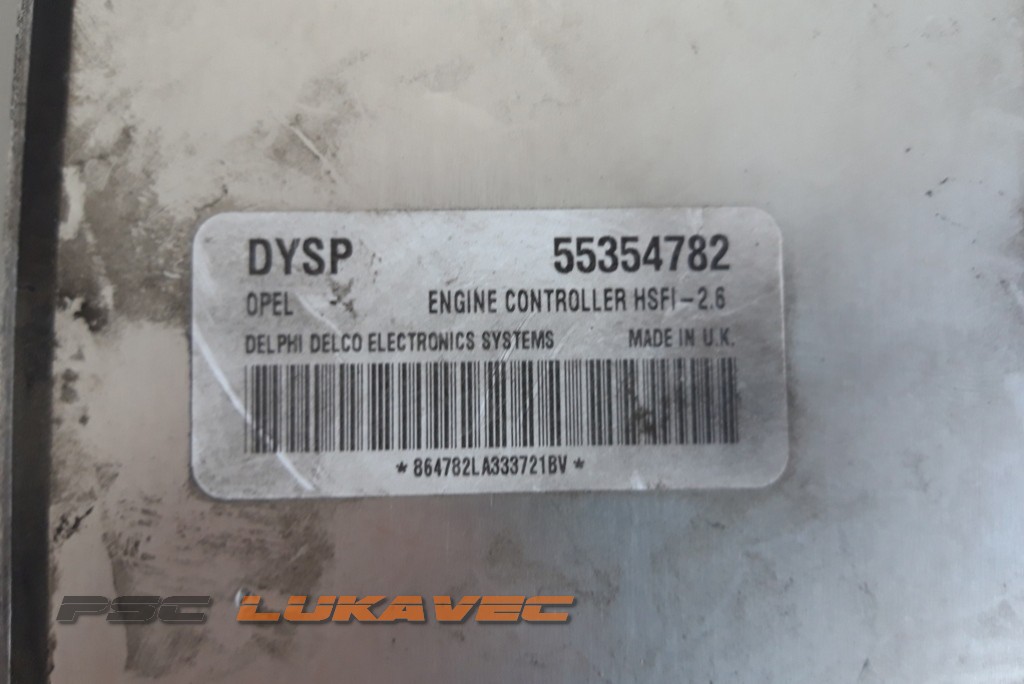 DYSP 55354782
OPEL ENGINE CONTROLLER HSFI-2.6
DELPHI DELCO ELECTRONICS SYSTEMS MADE IN U.K.
*864782LA333721BV*
PSC LUKAVEC